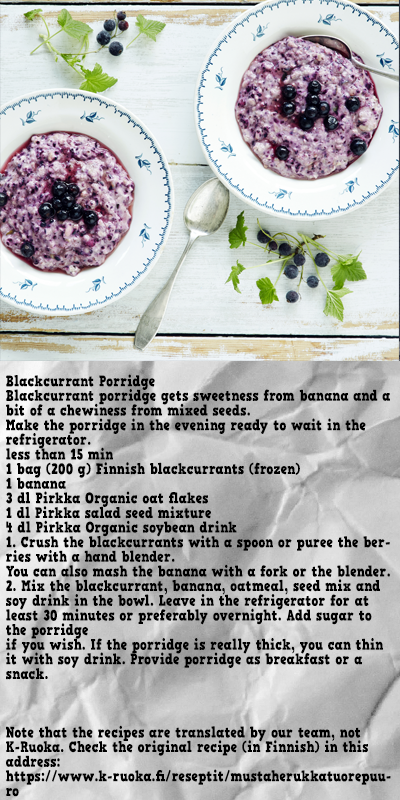 Blackcurrant Porridge
Blackcurrant porridge gets sweetness from banana and a
bit of a chewiness from mixed seeds.
Make the porridge in the evening ready to wait in the
refrigerator.
less than 15 min
1 bag (200 g) Finnish blackcurrants (frozen)
1 banana
3 dl Pirkka Organic oat flakes
1 dl Pirkka salad seed mixture
4 dl Pirkka Organic soybean drink
1. Crush the blackcurrants with a spoon or puree the ber-
ries with a hand blender.
You can also mash the banana with a fork or the blender.
2. Mix the blackcurrant, banana, oatmeal, seed mix and
soy drink in the bowl. Leave in the refrigerator for at
least 30 minutes or preferably overnight. Add sugar to
the porridge
if you wish. If the porridge is really thick, you can thin
it with soy drink. Provide porridge as breakfast or a
snack.
Note that the recipes are translated by our team, not
K-Ruoka. Check the original recipe (in Finnish) in this
address:
https://www.k-ruoka.fi/reseptit/mustaherukkatuorepuu-
ro